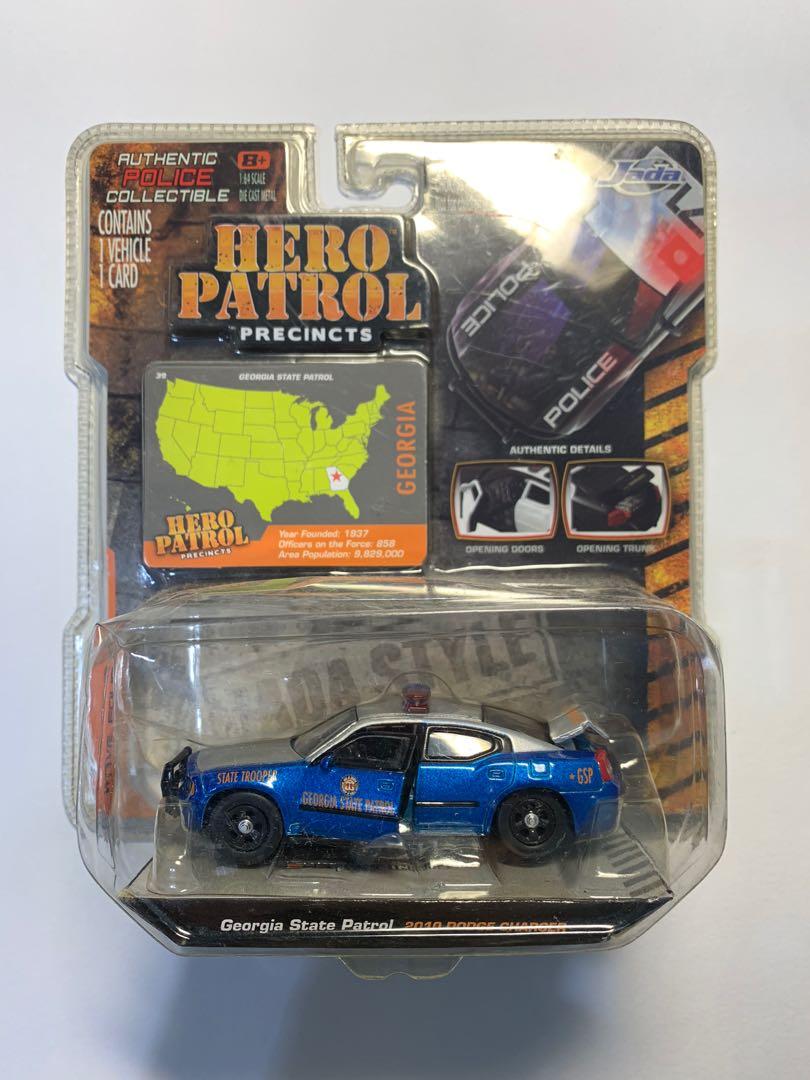 AUTHENTIC
POLICE
COLLECTIBLE
8+
1:64 SCALE
DIE CAST METAL
CONTAINS
1 VEHICLE
1 CARD
Jada
HERO
PATROL
PRECINCTS
POLICE
POLICE
39
GEORGIA STATE PATROL
GEORGIA
HERO
PATROL
PRECINCTS
Year Founded: 1937
Officers on the Force: 858
Area Population: 9,829,000
AUTHENTIC DETAILS
OPENING DOORS
OPENING TRUNK
JADA STYLE
STATE TROOPER
GEORGIA STATE PATROL
GSP
Georgia State Patrol 2010 DODGE CHARGER